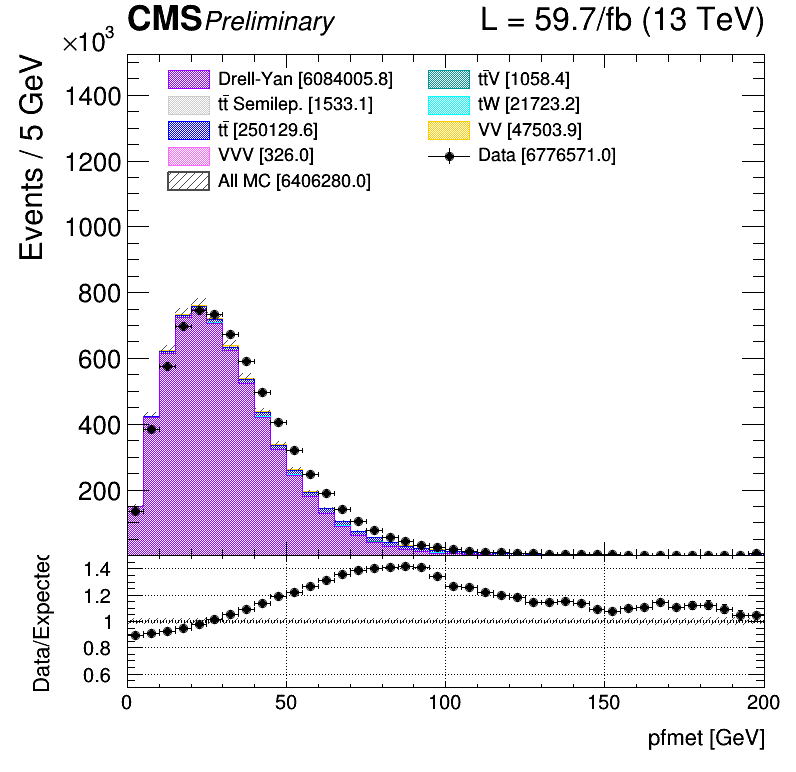 CMS Preliminary L = 59.7/fb (13 TeV)
×10³
Events / 5 GeV
Drell-Yan [6084005.8]
tt̄ Semilep. [1533.1]
tt̄ [250129.6]
VVV [326.0]
All MC [6406280.0]
tt̄V [1058.4]
tW [21723.2]
VV [47503.9]
Data [6776571.0]
1400
1200
1000
800
600
400
200
Data/Expected
1.4
1.2
1
0.8
0.6
0 50 100 150 200
pfmet [GeV]